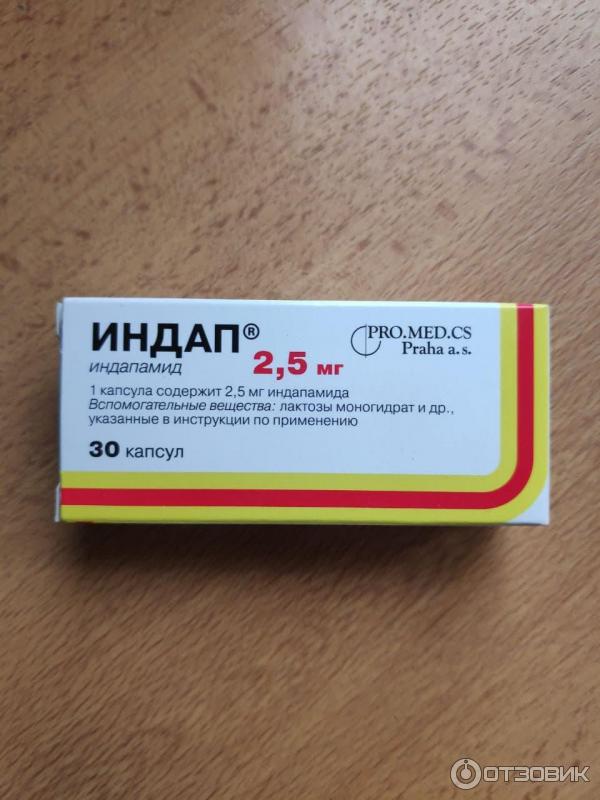 ИНДАП®
индапамид
2,5 мг
PRO.MED.CS
Praha a. s.
1 капсула содержит 2,5 мг индапамида
Вспомогательные вещества: лактозы моногидрат и др.,
указанные в инструкции по применению
30 капсул
ОТЗОВИК